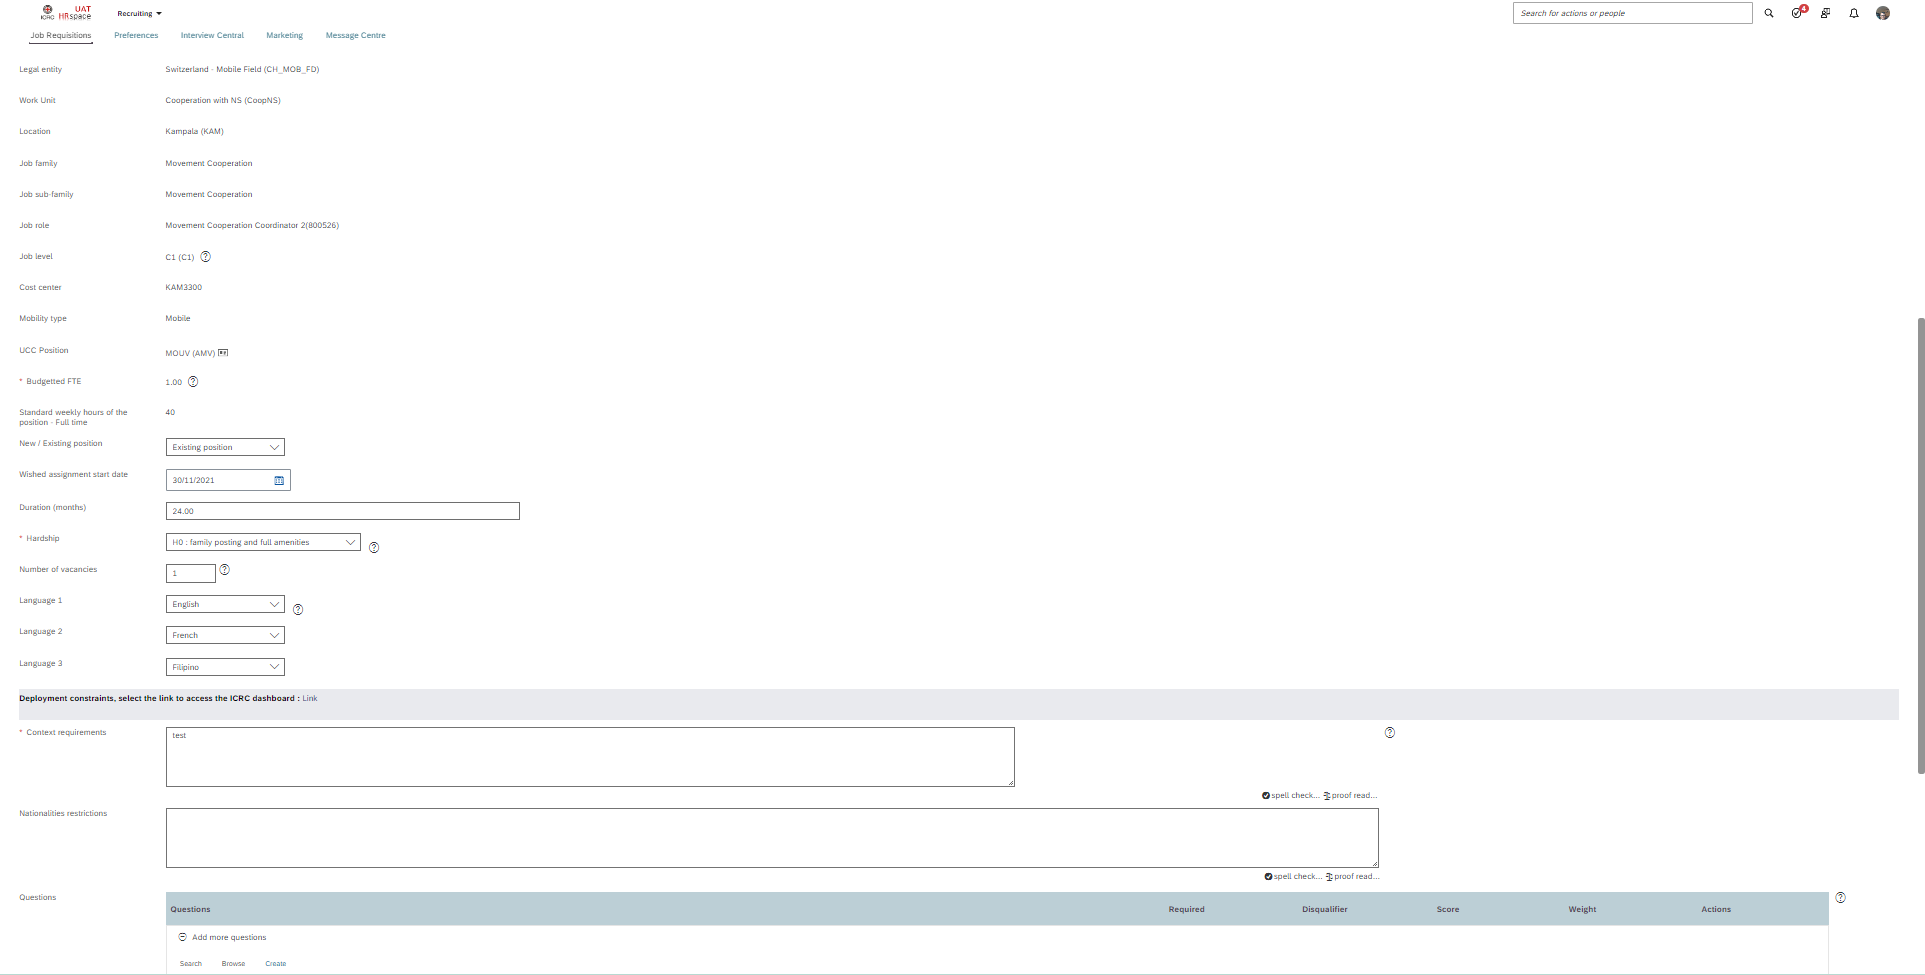 ICRC
UAT
HRspace
Recruiting
Search for actions or people
4
Job Requisitions
Preferences
Interview Central
Marketing
Message Centre
Legal entity
Switzerland - Mobile Field (CH_MOB_FD)
Work Unit
Cooperation with NS (CoopNS)
Location
Kampala (KAM)
Job family
Movement Cooperation
Job sub-family
Movement Cooperation
Job role
Movement Cooperation Coordinator 2(800526)
Job level
C1 (C1)
Cost center
KAM3300
Mobility type
Mobile
UCC Position
MOUV (AMV)
* Budgetted FTE
1.00
Standard weekly hours of the
position - Full time
40
New / Existing position
Existing position
Wished assignment start date
30/11/2021
Duration (months)
24.00
* Hardship
H0 : family posting and full amenities
Number of vacancies
1
Language 1
English
Language 2
French
Language 3
Filipino
Deployment constraints, select the link to access the ICRC dashboard : Link
* Context requirements
test
spell check... proof read...
Nationalities restrictions
spell check... proof read...
Questions
Questions
Required
Disqualifier
Score
Weight
Actions
Add more questions
Search
Browse
Create